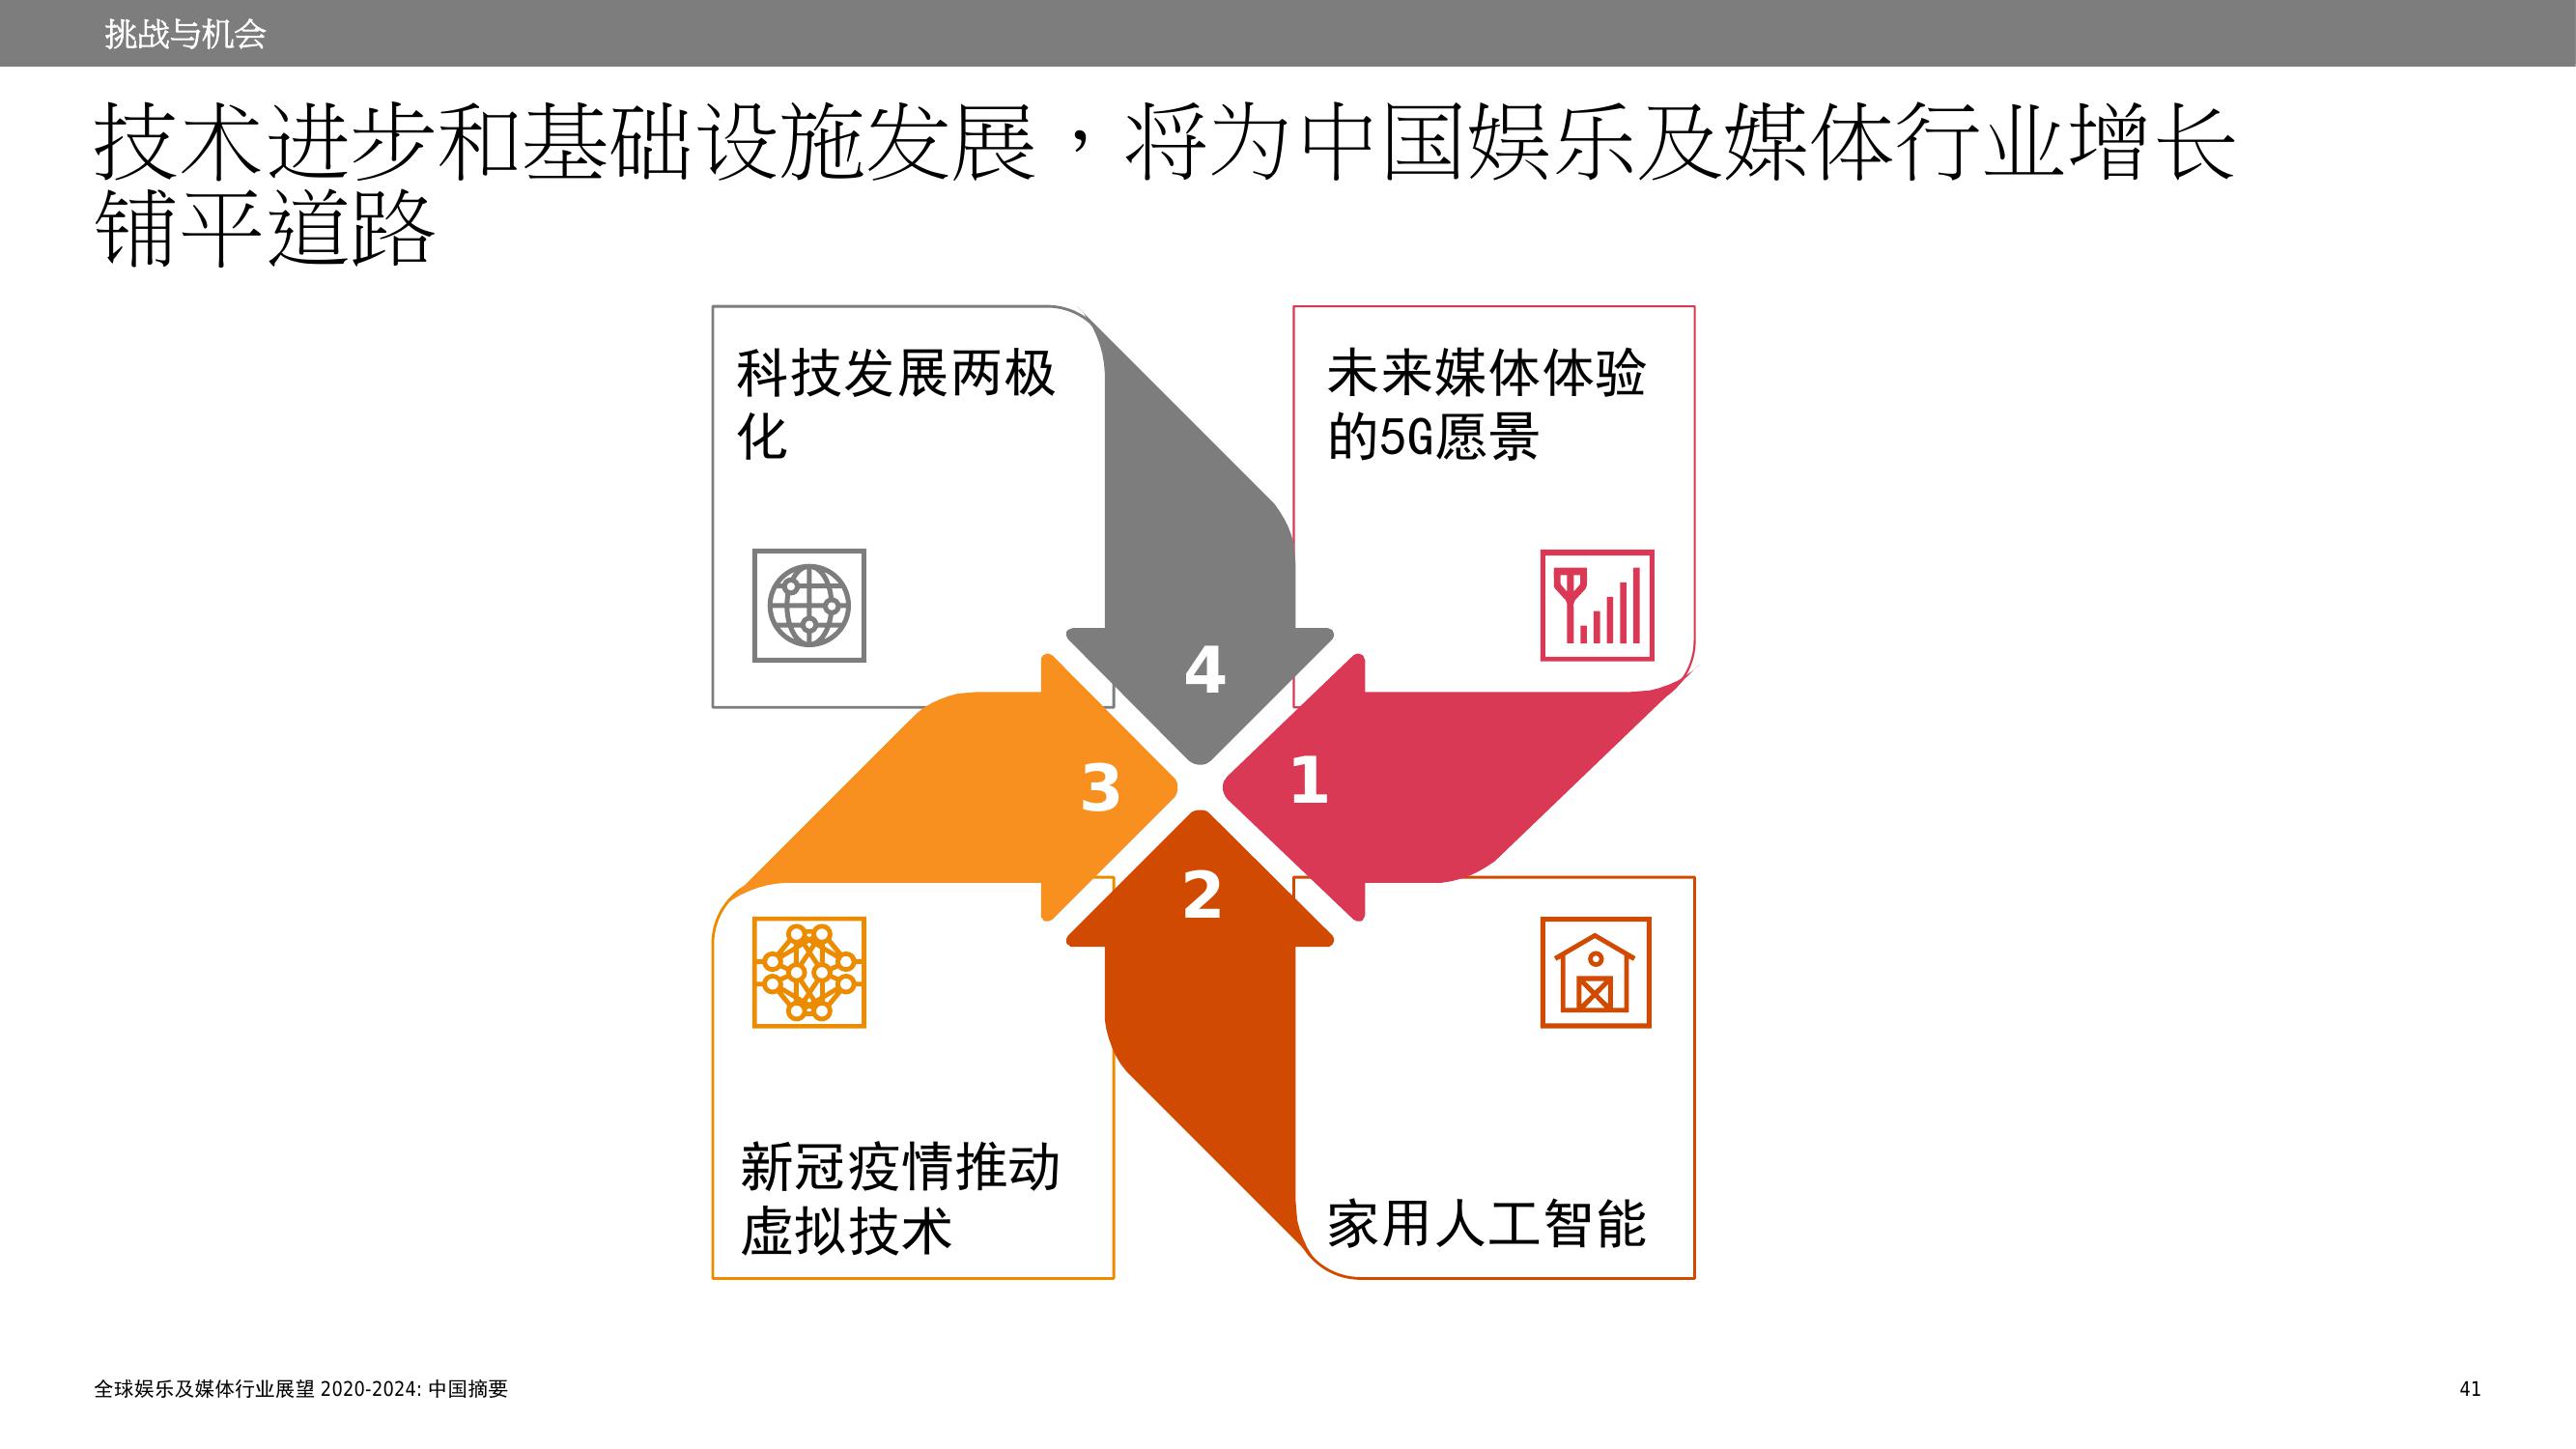 挑战与机会
技术进步和基础设施发展，将为中国娱乐及媒体行业增长
铺平道路
科技发展两极
化
未来媒体体验
的5G愿景
4
3
1
2
新冠疫情推动
虚拟技术
家用人工智能
全球娱乐及媒体行业展望 2020-2024: 中国摘要
41